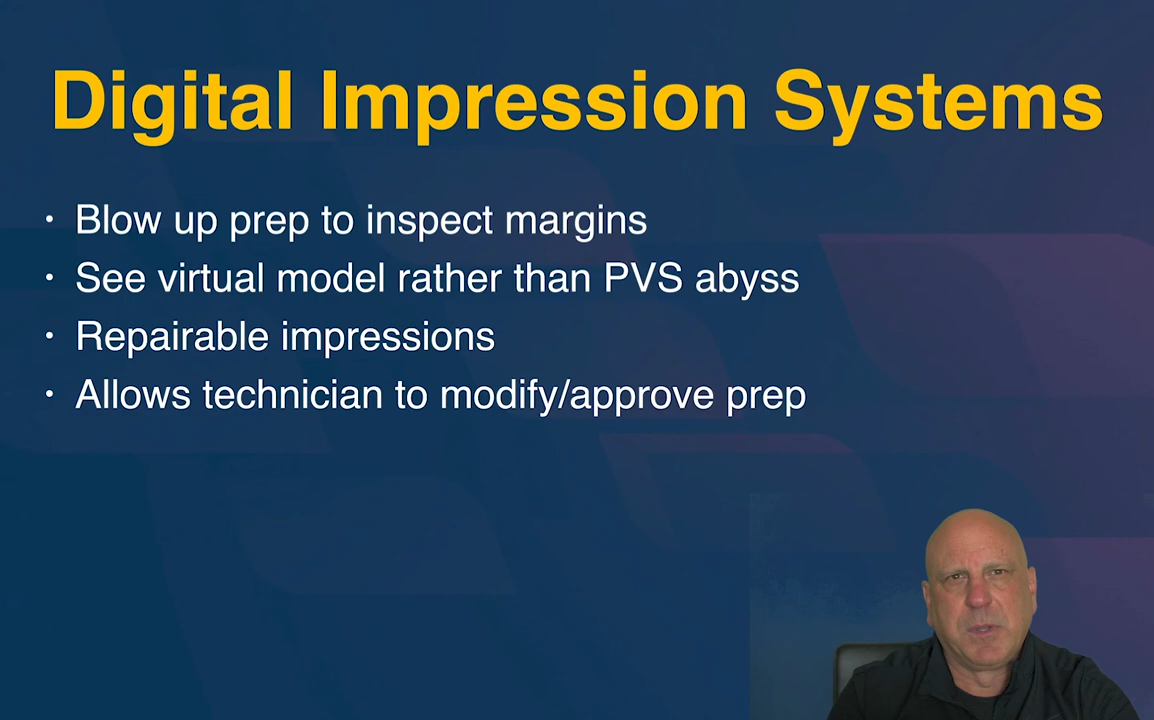 Digital Impression Systems
• Blow up prep to inspect margins
• See virtual model rather than PVS abyss
• Repairable impressions
• Allows technician to modify/approve prep